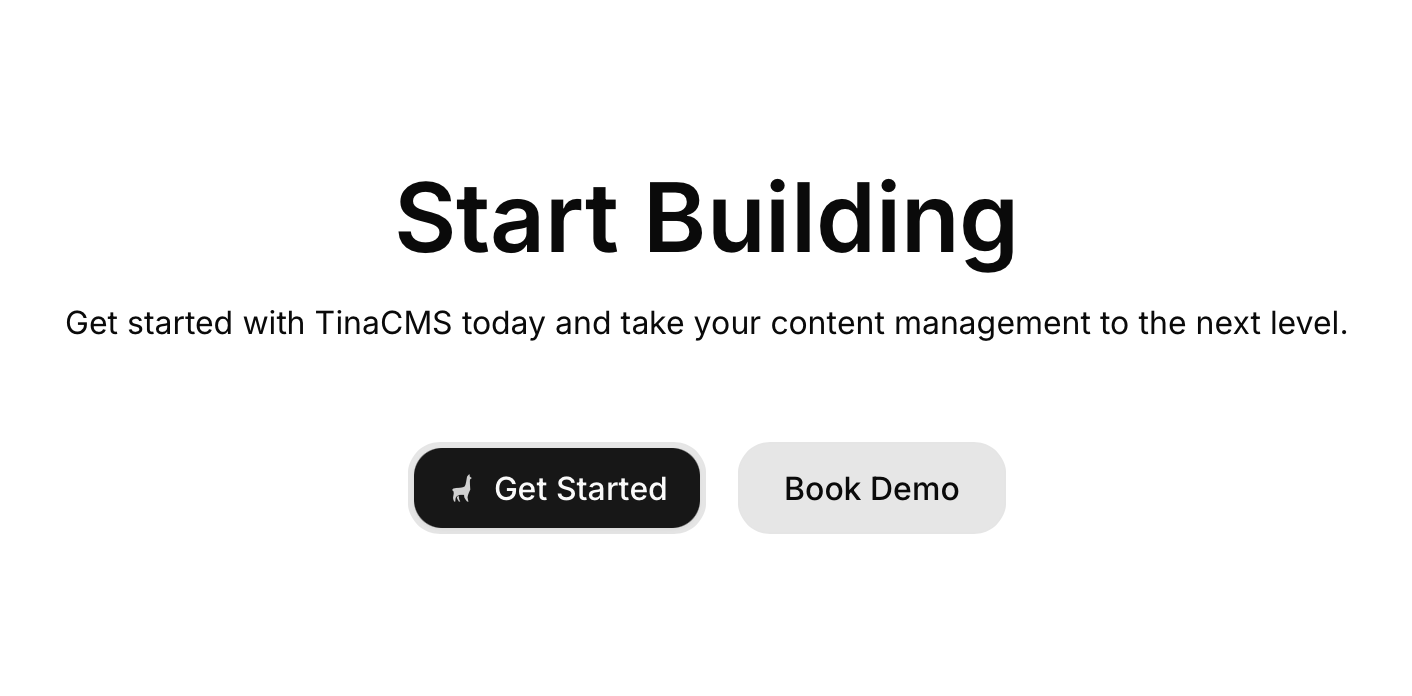 Start Building
Get started with TinaCMS today and take your content management to the next level.
Get Started
Book Demo